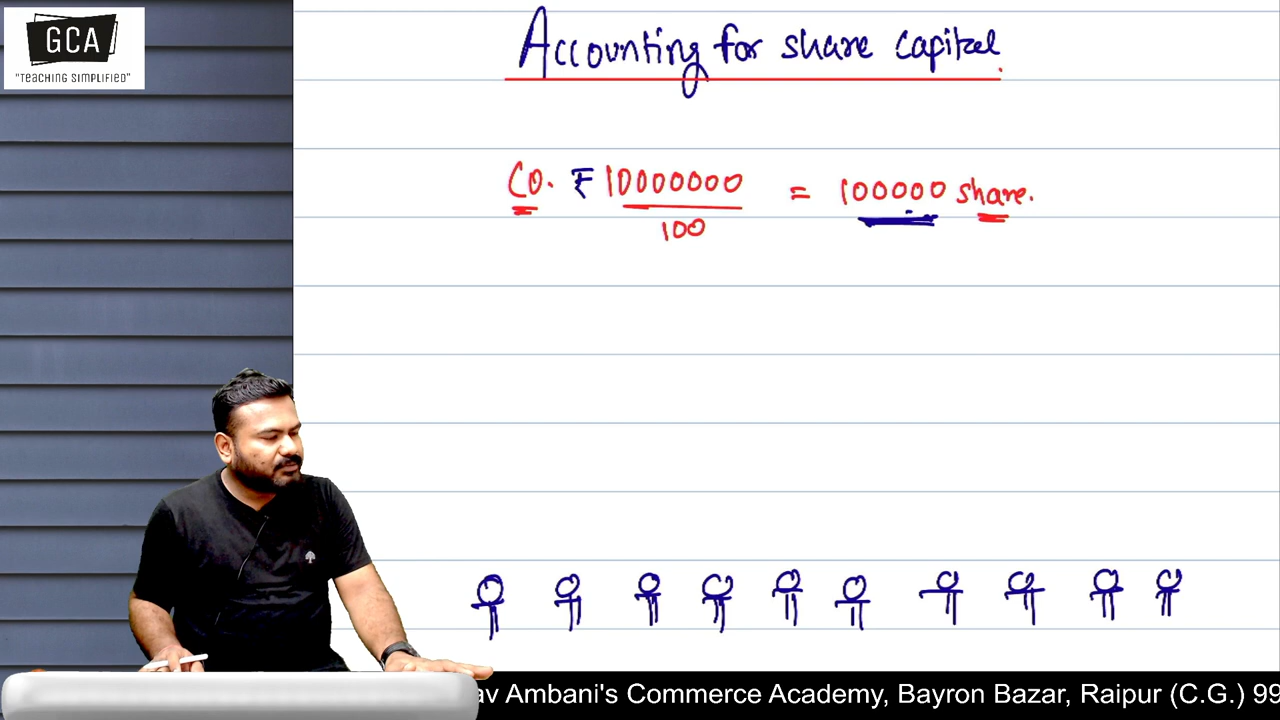 GCA
"TEACHING SIMPLIFIED"
Accounting for share capital
CO. ₹ 10000000 = 100000 share.
100
av Ambani's Commerce Academy, Bayron Bazar, Raipur (C.G.) 99